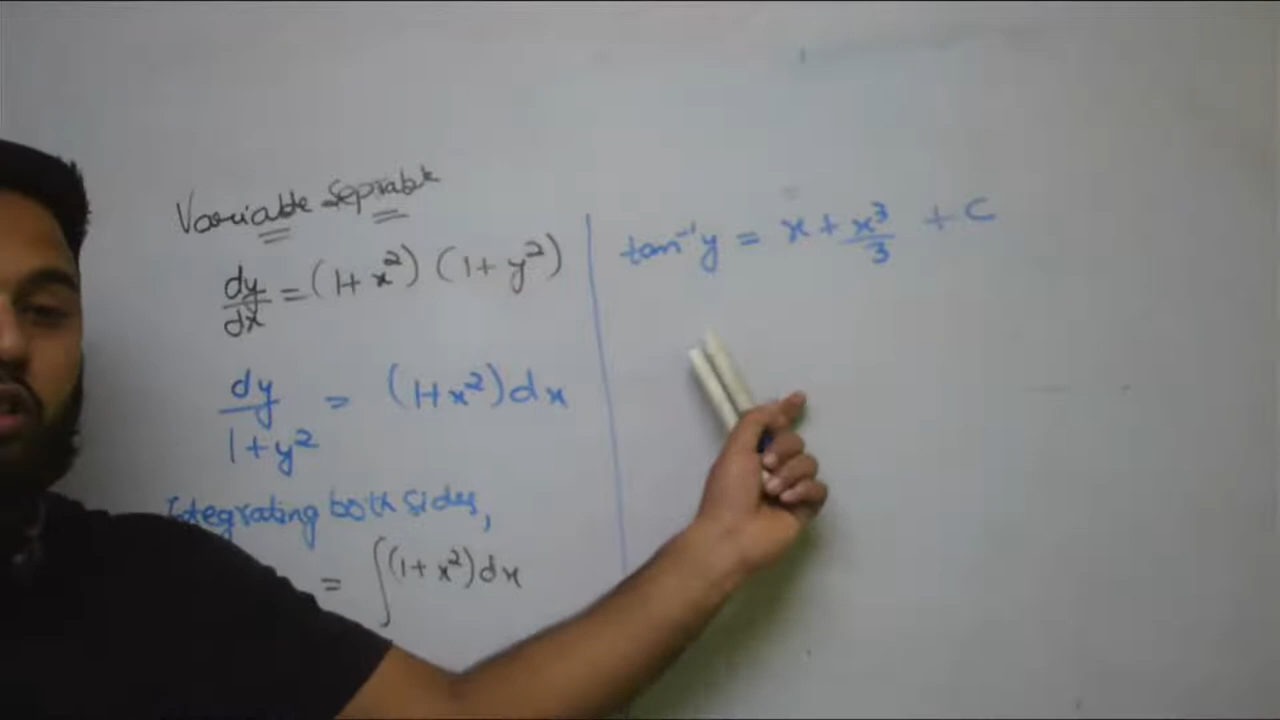 Variable Seprable
dy/dx = (1+x²) (1+y²)
dy/1+y² = (1+x²)dx
Integrating both sides,
= ∫(1+x²)dx
tan⁻¹y = x + x³/3 + C